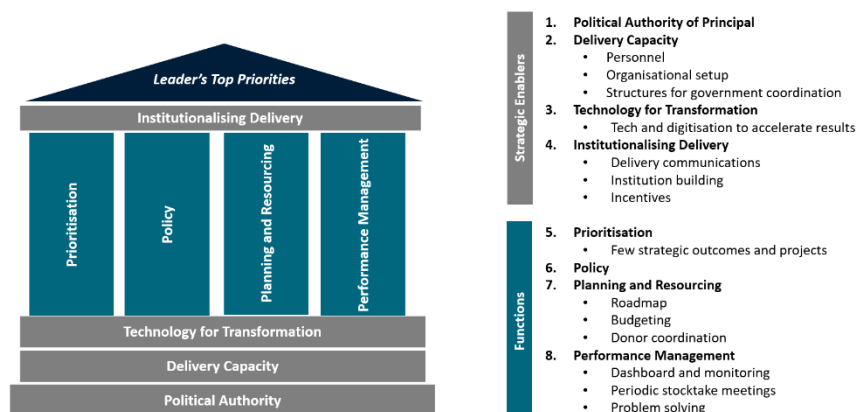 Leader's Top Priorities
Institutionalising Delivery
Prioritisation
Policy
Planning and Resourcing
Performance Management
Technology for Transformation
Delivery Capacity
Political Authority
Strategic Enablers
1. Political Authority of Principal
2. Delivery Capacity
• Personnel
• Organisational setup
• Structures for government coordination
3. Technology for Transformation
• Tech and digitisation to accelerate results
4. Institutionalising Delivery
• Delivery communications
• Institution building
• Incentives
Functions
5. Prioritisation
• Few strategic outcomes and projects
6. Policy
7. Planning and Resourcing
• Roadmap
• Budgeting
• Donor coordination
8. Performance Management
• Dashboard and monitoring
• Periodic stocktake meetings
• Problem solving